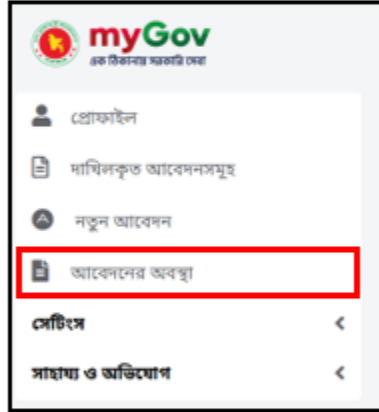 myGov
এক ঠিকানায় সরকারি সেবা
প্রোফাইল
দাখিলকৃত আবেদনসমূহ
নতুন আবেদন
আবেদনের অবস্থা
সেটিংস
সাহায্য ও অভিযোগ